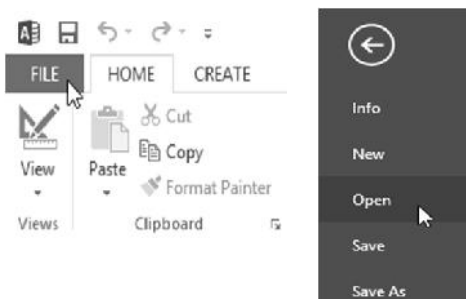 FILE HOME CREATE
View
Paste
Cut
Copy
Format Painter
Views Clipboard
Info
New
Open
Save
Save As